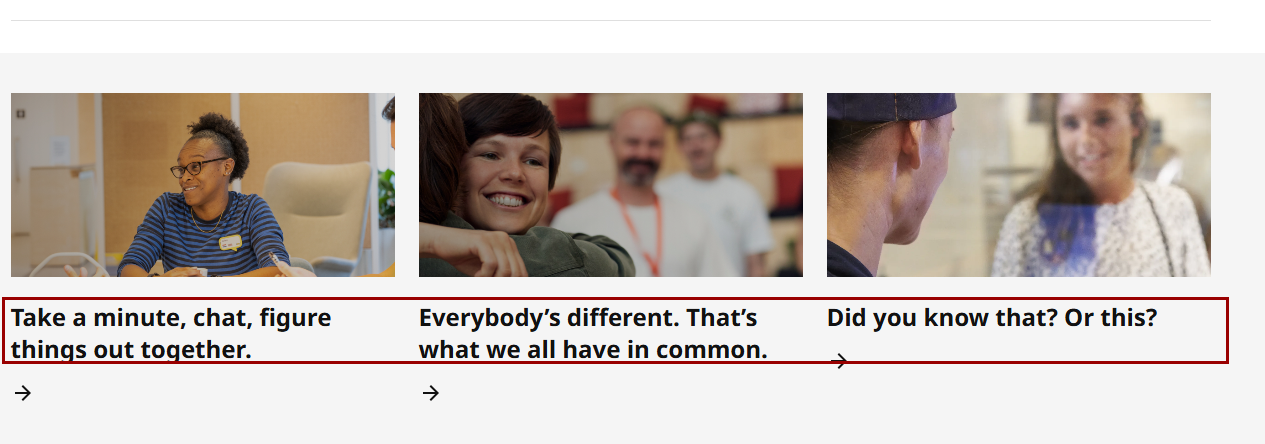 Take a minute, chat, figure
things out together.
Everybody’s different. That’s
what we all have in common.
Did you know that? Or this?